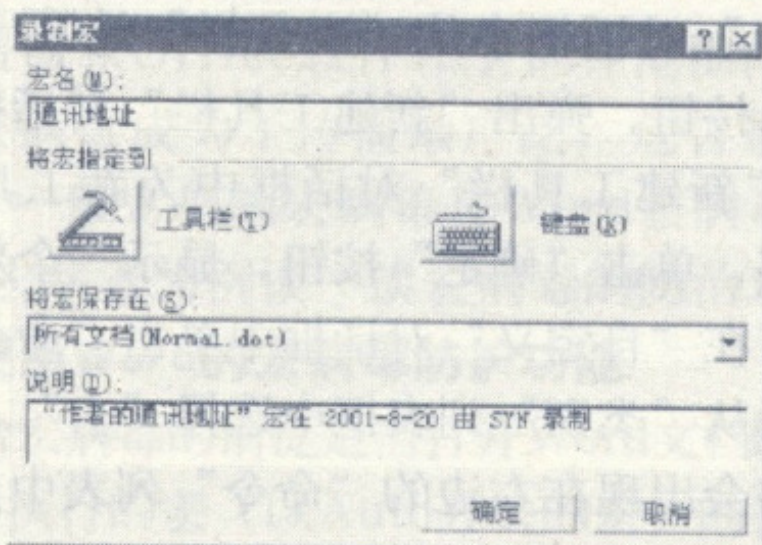 录制宏
宏名(M):
通讯地址
将宏指定到
工具栏(T) 键盘(K)
将宏保存在(S):
所有文档(Normal.dot)
说明(D):
“作者的通讯地址”宏在 2001-8-20 由 SYN 录制
确定 取消